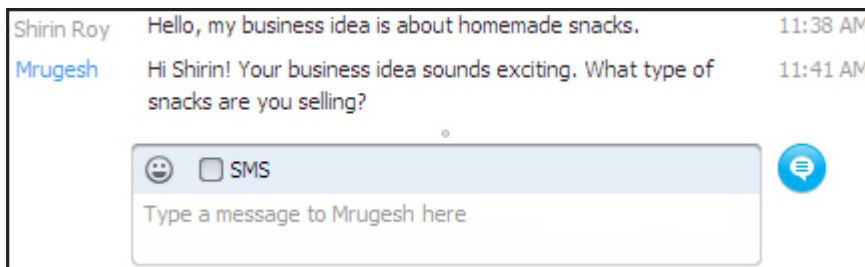 Shirin Roy Hello, my business idea is about homemade snacks. 11:38 AM
Mrugesh Hi Shirin! Your business idea sounds exciting. What type of 11:41 AM
snacks are you selling?
SMS
Type a message to Mrugesh here